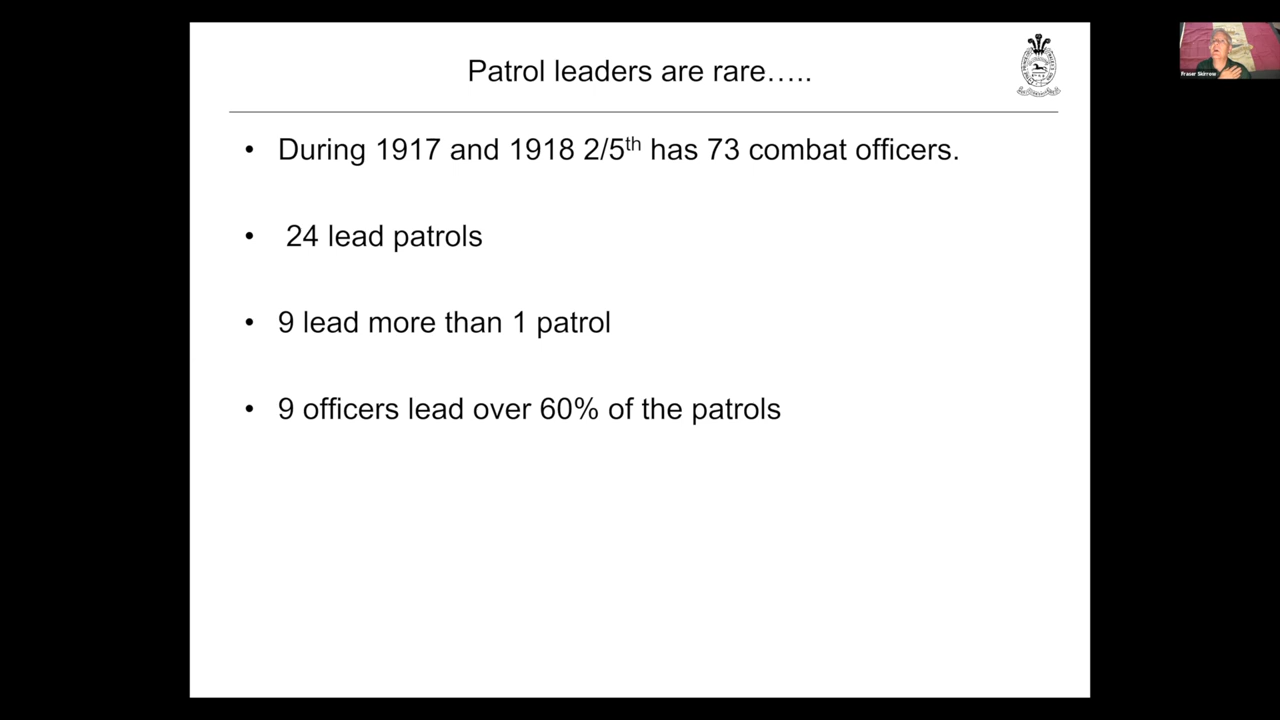 Patrol leaders are rare…..
Fraser Skirrow
• During 1917 and 1918 2/5th has 73 combat officers.
• 24 lead patrols
• 9 lead more than 1 patrol
• 9 officers lead over 60% of the patrols